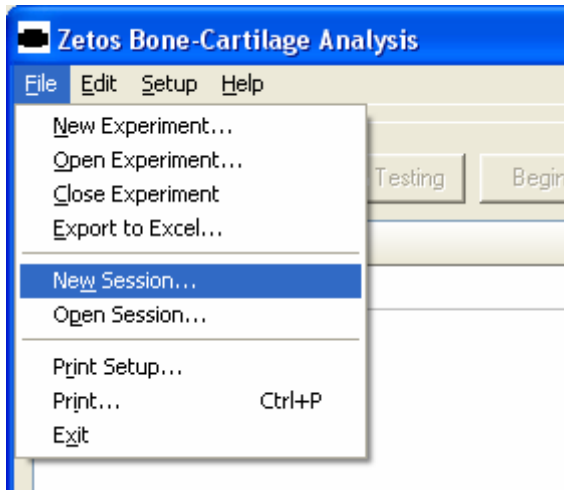 Zetos Bone-Cartilage Analysis
File Edit Setup Help
New Experiment...
Open Experiment...
Close Experiment
Export to Excel...
New Session...
Open Session...
Print Setup...
Print... Ctrl+P
Exit
Testing
Begin